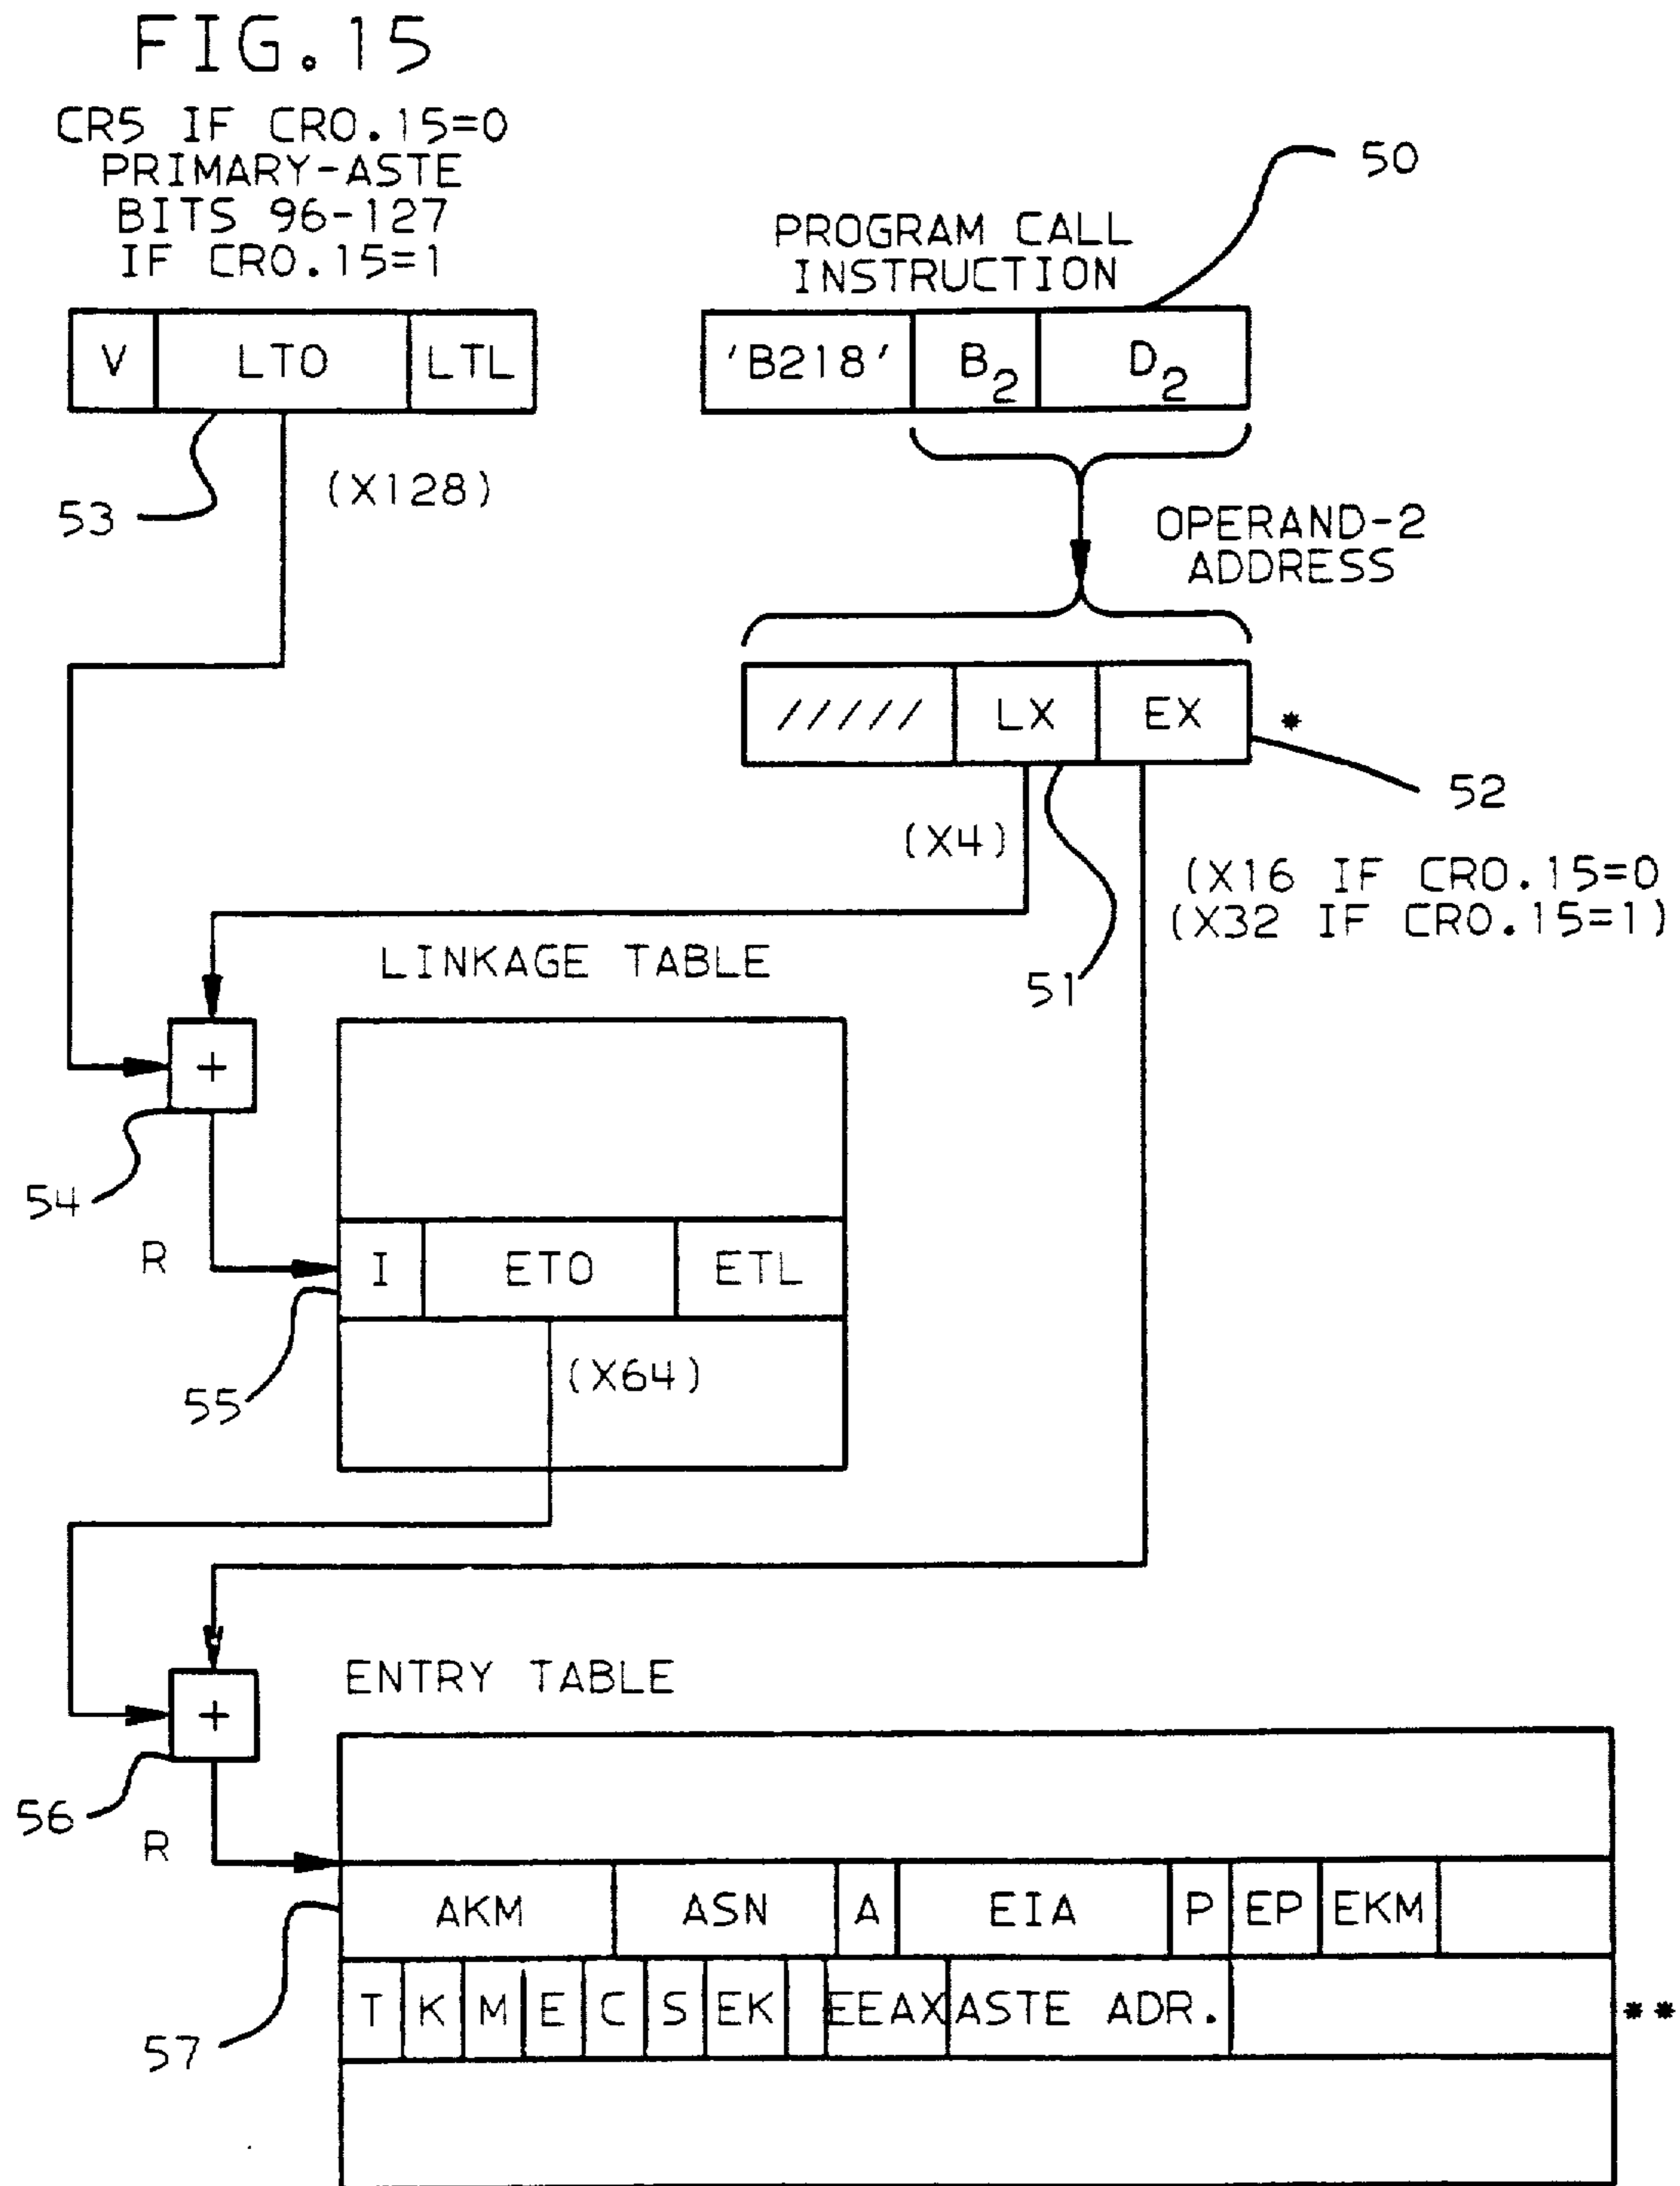 FIG. 15
CR5 IF CR0.15=0
PRIMARY-ASTE
BITS 96-127
IF CR0.15=1
50
PROGRAM CALL
INSTRUCTION
V LTO LTL
'B218' B2 D2
53
(X128)
OPERAND-2
ADDRESS
///// LX EX *
52
(X4)
(X16 IF CR0.15=0
(X32 IF CR0.15=1)
LINKAGE TABLE
51
+
54
R
I ETO ETL
(X64)
55
ENTRY TABLE
+
56
R
AKM ASN A EIA P EP EKM
T K M E C S EK EEAX ASTE ADR. **
57